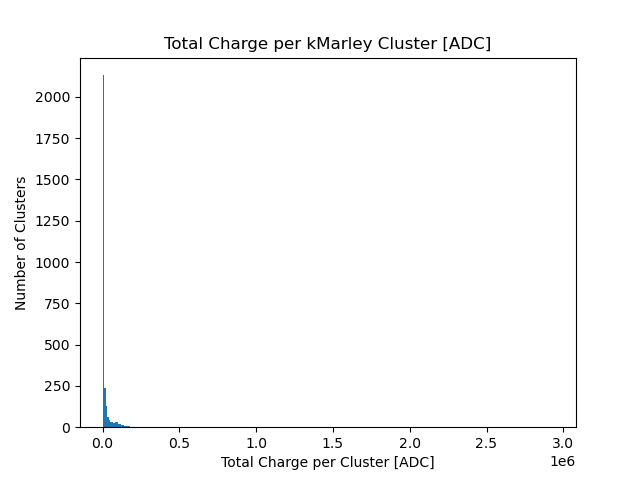 Total Charge per kMarley Cluster [ADC]
2000
1750
1500
1250
1000
750
500
250
0
Number of Clusters
0.0 0.5 1.0 1.5 2.0 2.5 3.0
1e6
Total Charge per Cluster [ADC]